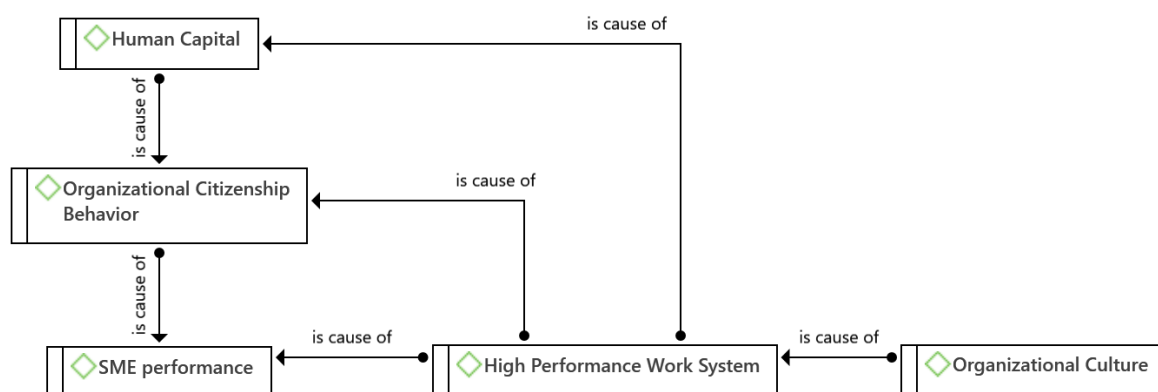 is cause of
Human Capital
is cause of
is cause of
Organizational Citizenship
Behavior
is cause of
is cause of
is cause of
SME performance
High Performance Work System
Organizational Culture